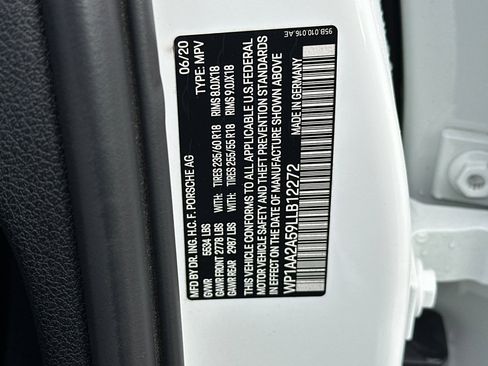 95B.010.016.AE
MFD BY DR. ING. H.C. F. PORSCHE AG 06/20
GVWR 5534 LBS TYPE: MPV
GAWR FRONT 2778 LBS WITH TIRES 235/60 R18 RIMS 8.0JX18
GAWR REAR 2987 LBS WITH TIRES 255/55 R18 RIMS 9.0JX18
THIS VEHICLE CONFORMS TO ALL APPLICABLE U.S. FEDERAL
MOTOR VEHICLE SAFETY AND THEFT PREVENTION STANDARDS
IN EFFECT ON THE DATE OF MANUFACTURE SHOWN ABOVE.
WP1AA2A59LLB12272 MADE IN GERMANY